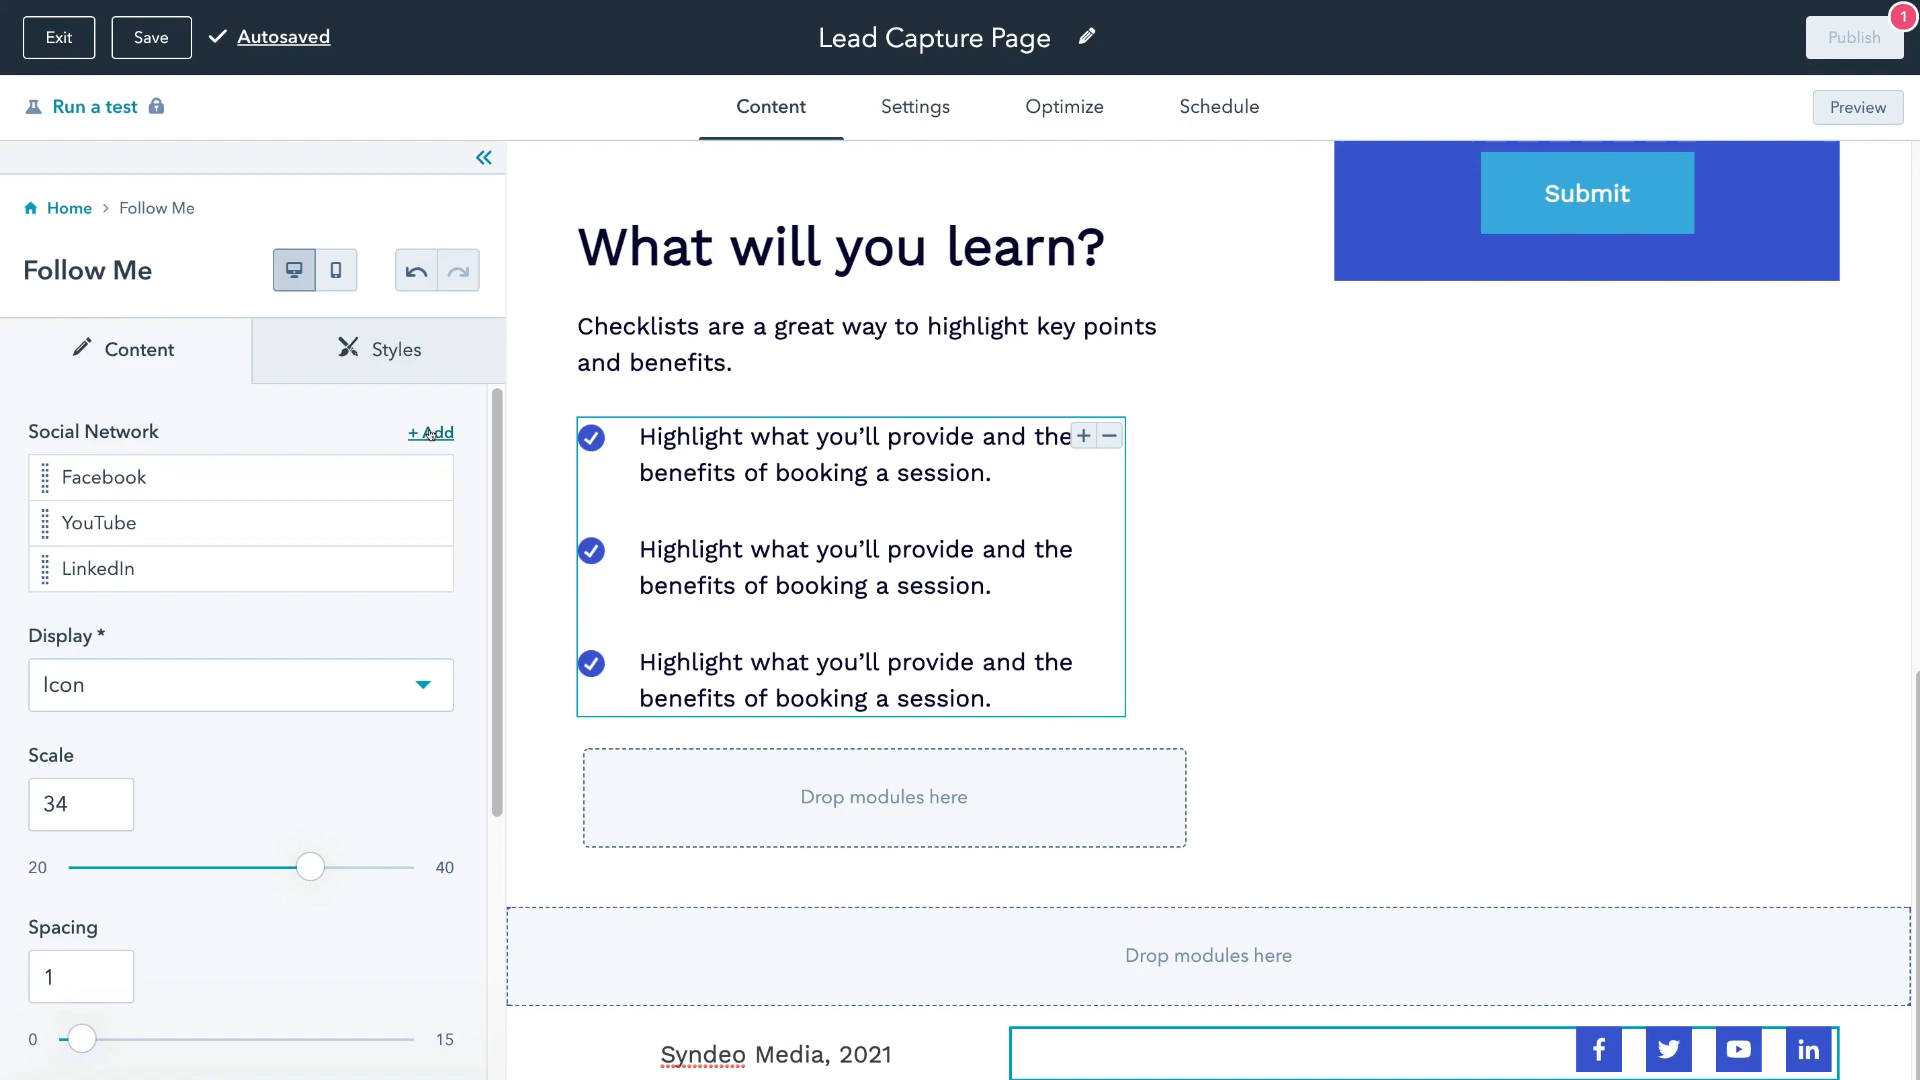 Exit
Save
Autosaved
Lead Capture Page
1
Publish
Run a test
Content
Settings
Optimize
Schedule
Preview
Home > Follow Me
Follow Me
Content
Styles
Social Network
+ Add
Facebook
YouTube
LinkedIn
Display *
Icon
Scale
34
20
40
Spacing
1
0
15
Submit
What will you learn?
Checklists are a great way to highlight key points
and benefits.
Highlight what you’ll provide and the
benefits of booking a session.
Highlight what you’ll provide and the
benefits of booking a session.
Highlight what you’ll provide and the
benefits of booking a session.
Drop modules here
Drop modules here
Syndeo Media, 2021